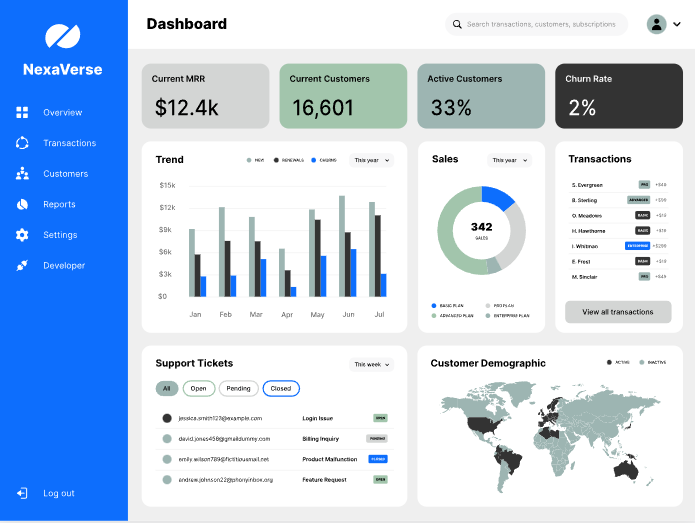 NexaVerse
Overview
Transactions
Customers
Reports
Settings
Developer
Log out
Dashboard
Search transactions, customers, subscriptions
Current MRR
$12.4k
Current Customers
16,601
Active Customers
33%
Churn Rate
2%
Trend
NEW
RENEWALS
CHURNS
This year
$15k
$12k
$9k
$6k
$3k
$0
Jan Feb Mar Apr May Jun Jul
Sales
This year
342
SALES
BASIC PLAN
PRO PLAN
ADVANCED PLAN
ENTERPRISE PLAN
Transactions
S. Evergreen PRO +$49
B. Sterling ADVANCED +$99
O. Meadows BASIC +$19
H. Hawthorne BASIC +$19
I. Whitman ENTERPRISE +$299
E. Frost BASIC +$19
M. Sinclair PRO +$49
View all transactions
Support Tickets
This week
All Open Pending Closed
jessica.smith123@example.com Login Issue OPEN
david.jones456@gmaildummy.com Billing Inquiry PENDING
emily.wilson789@fictitiousmail.net Product Malfunction CLOSED
andrew.johnson22@phonyinbox.org Feature Request OPEN
Customer Demographic
ACTIVE
INACTIVE